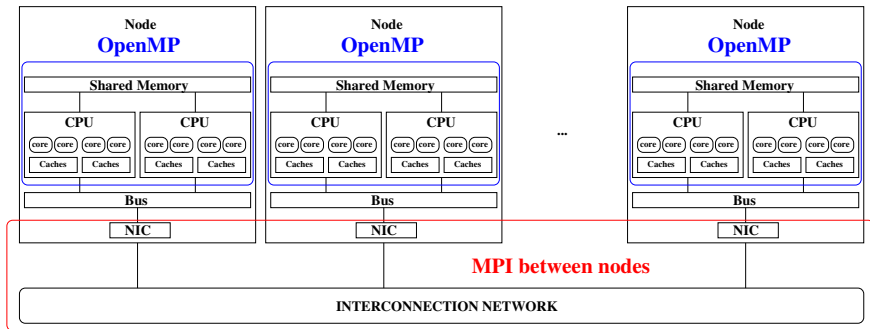 Node Node Node
OpenMP OpenMP OpenMP
Shared Memory Shared Memory Shared Memory
CPU CPU CPU CPU CPU CPU
core core core core core core core core core core core core core core core core core core core core core core core core
...
Caches Caches Caches Caches Caches Caches Caches Caches Caches Caches Caches Caches
Bus Bus Bus
NIC NIC NIC
MPI between nodes
INTERCONNECTION NETWORK